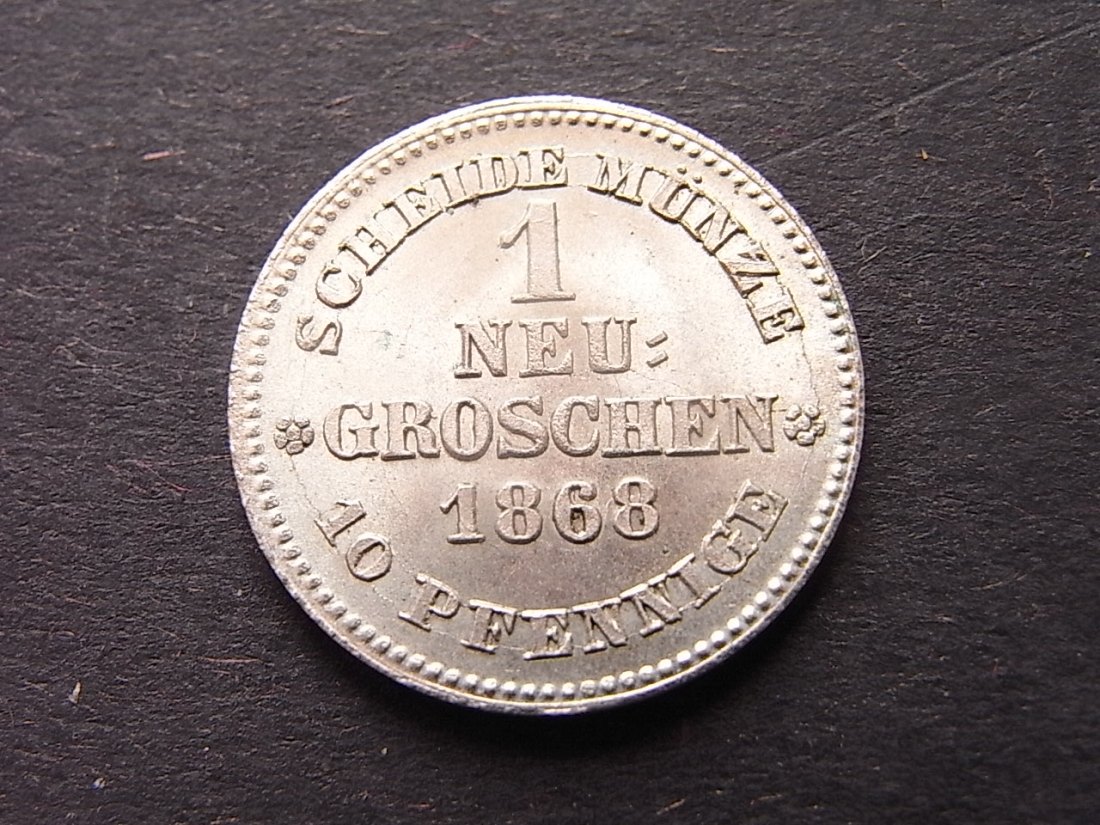 SCHEIDE MÜNZE
1
NEU:
GROSCHEN
1868
10 PFENNIGE